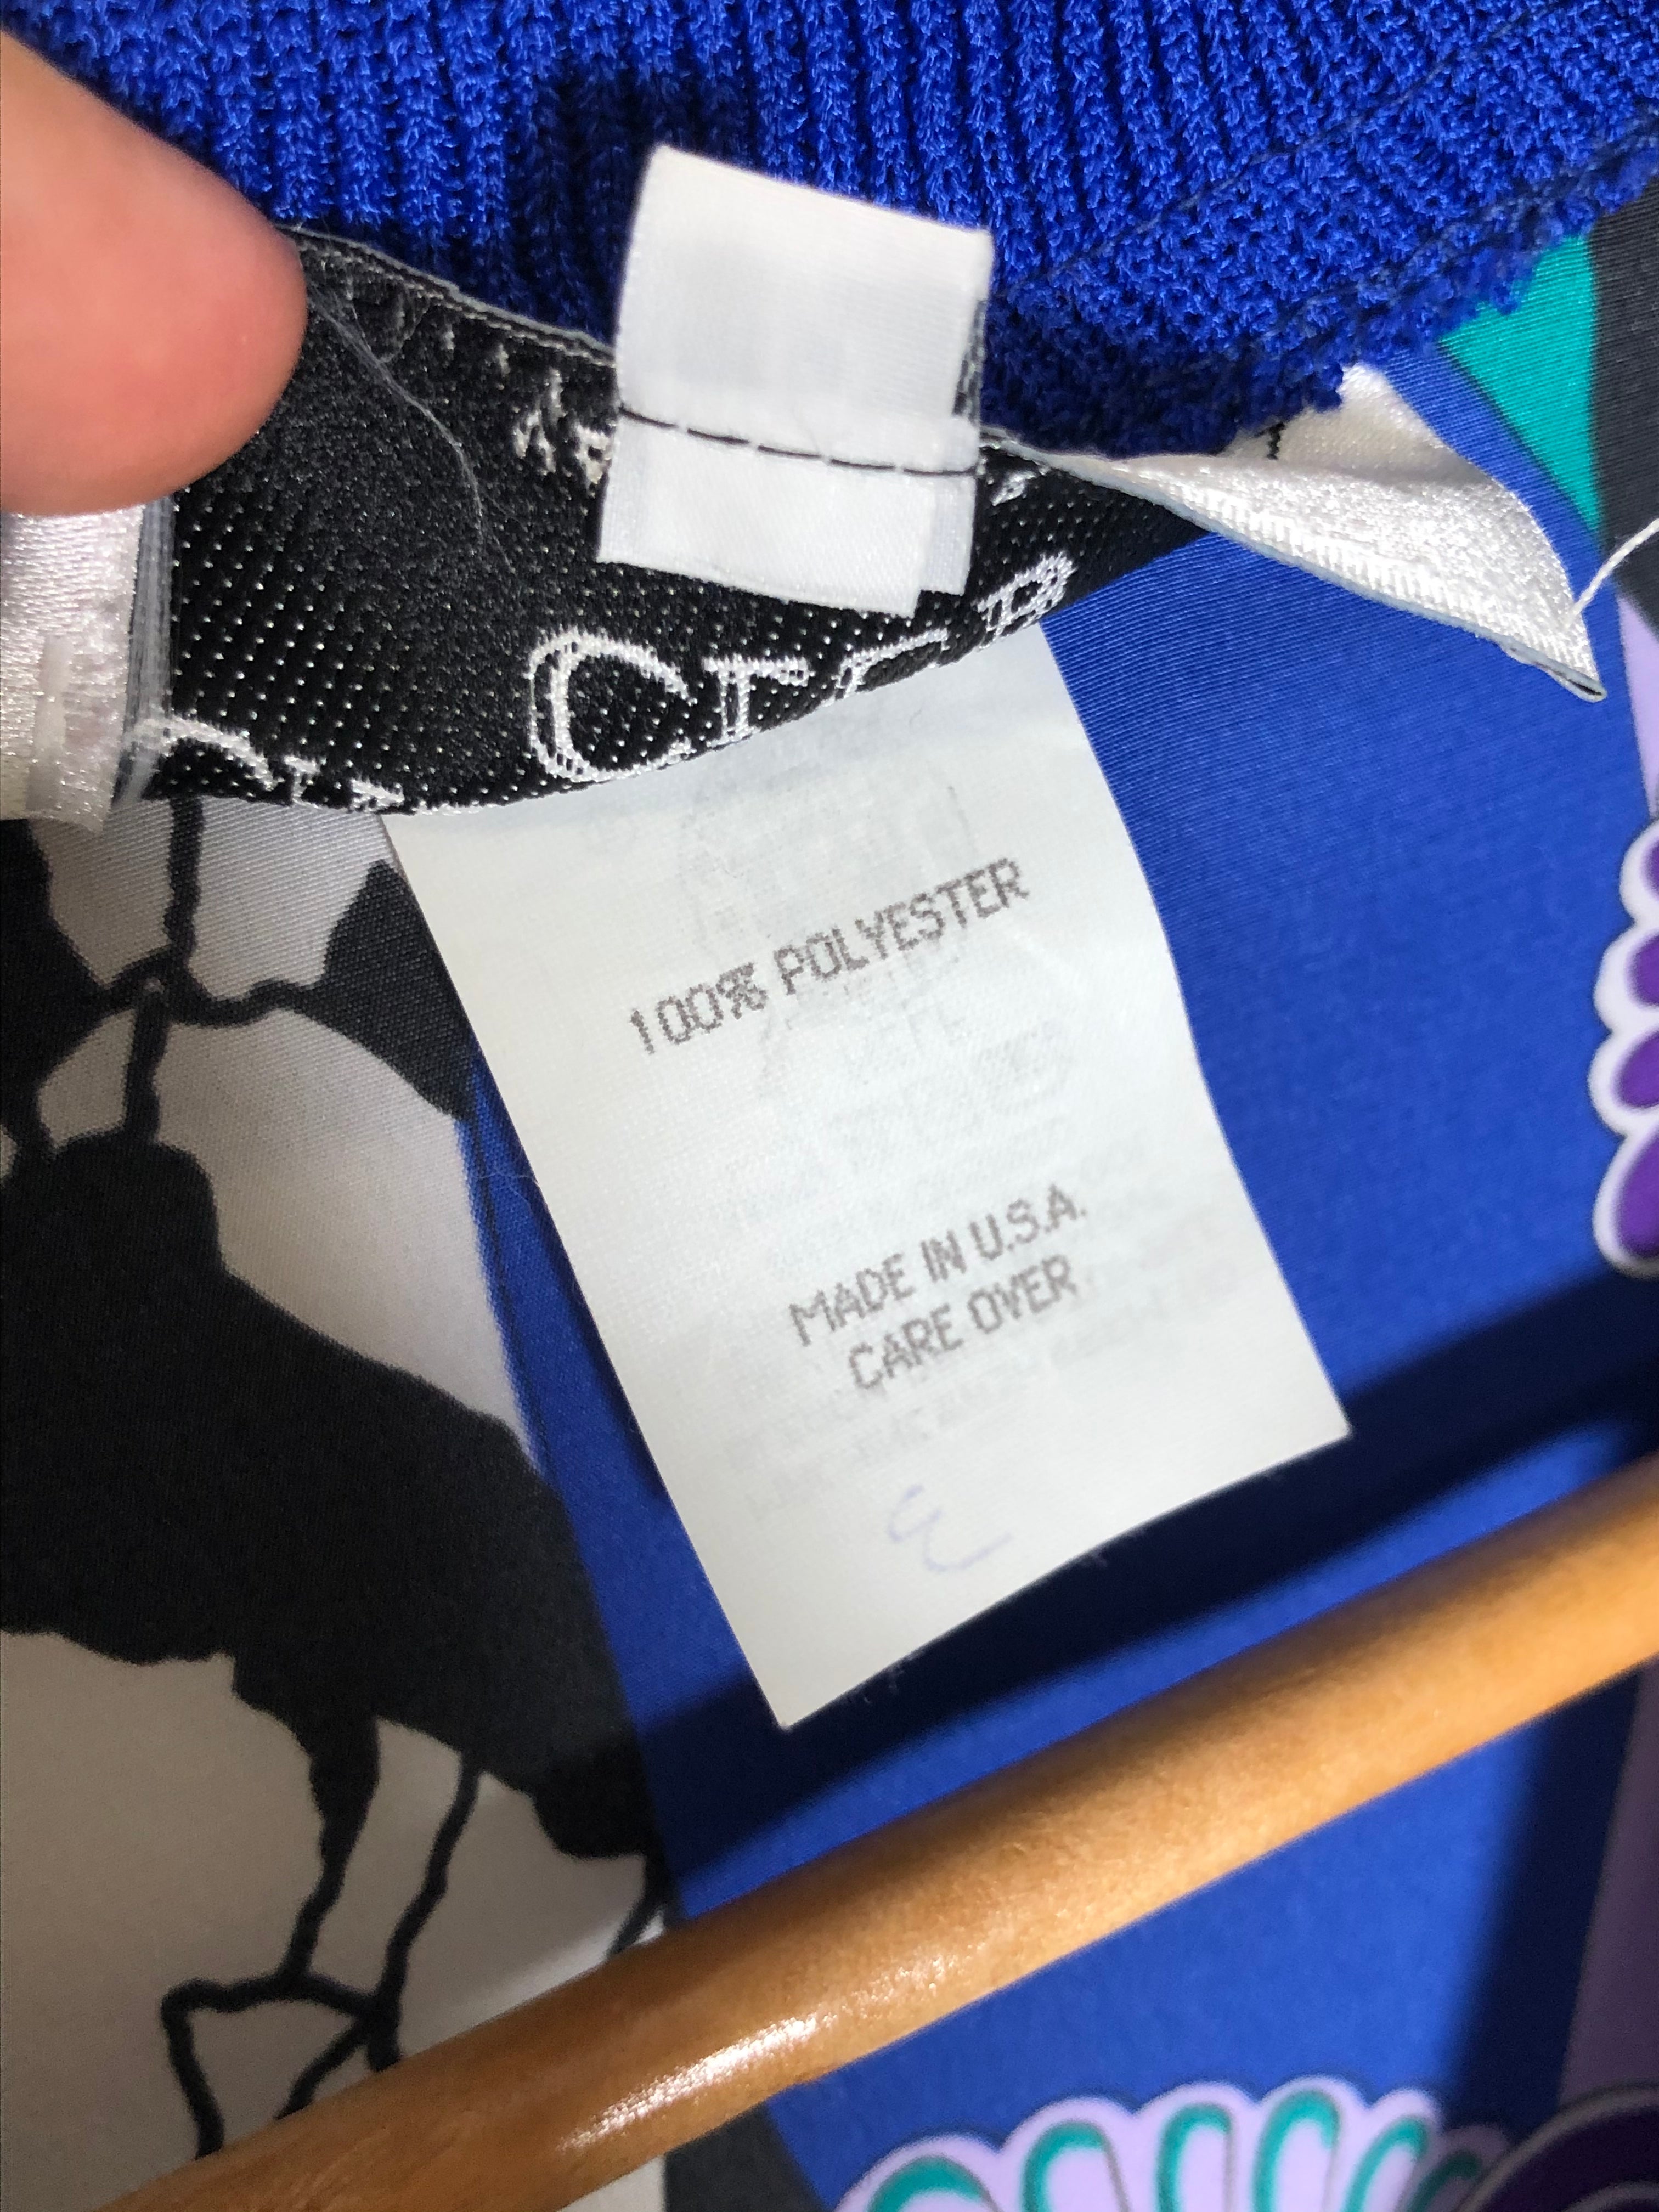 100% POLYESTER
MADE IN U.S.A.
CARE OVER